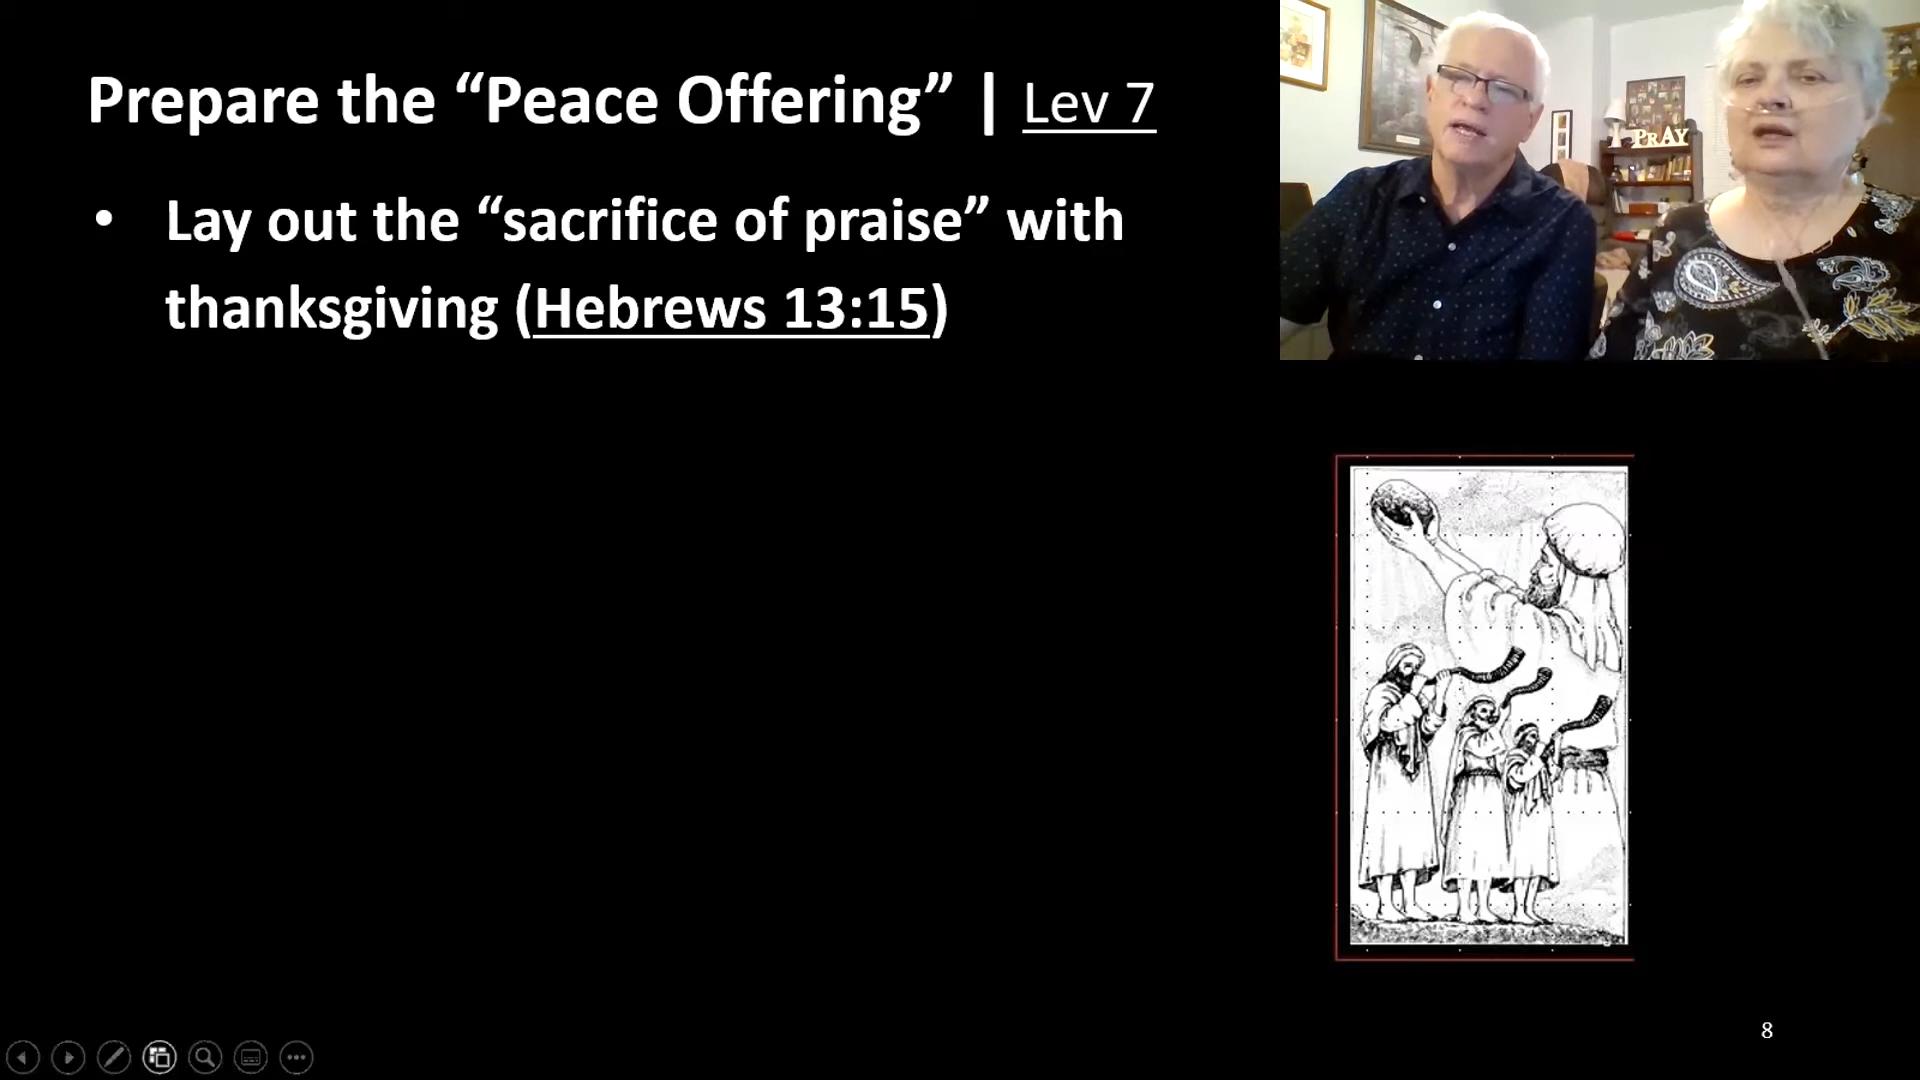 Prepare the “Peace Offering” | Lev 7
• Lay out the “sacrifice of praise” with
thanksgiving (Hebrews 13:15)
PRAY
8